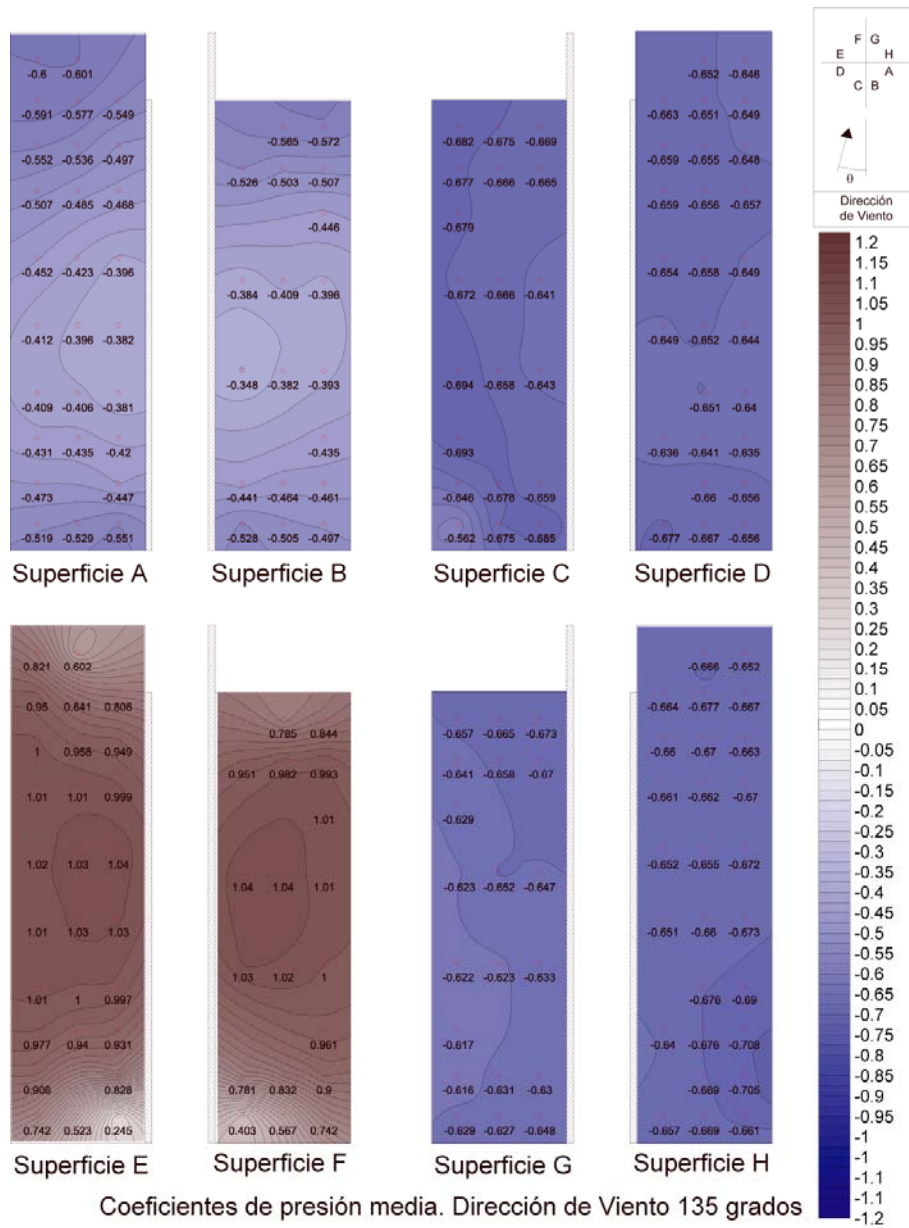 -0.6 -0.601
-0.591 -0.577 -0.549
-0.552 -0.536 -0.497
-0.507 -0.485 -0.468
-0.452 -0.423 -0.396
-0.412 -0.396 -0.382
-0.409 -0.406 -0.381
-0.431 -0.435 -0.42
-0.473 -0.447
-0.519 -0.529 -0.551
Superficie A
-0.565 -0.572
-0.526 -0.503 -0.507
-0.446
-0.384 -0.409 -0.396
-0.348 -0.382 -0.393
-0.435
-0.441 -0.464 -0.461
-0.528 -0.505 -0.497
Superficie B
-0.682 -0.675 -0.669
-0.677 -0.666 -0.665
-0.679
-0.672 -0.666 -0.641
-0.694 -0.658 -0.643
-0.693
-0.646 -0.678 -0.659
-0.562 -0.675 -0.685
Superficie C
-0.652 -0.646
-0.663 -0.651 -0.649
-0.659 -0.655 -0.648
-0.659 -0.656 -0.657
-0.654 -0.658 -0.649
-0.649 -0.652 -0.644
-0.651 -0.64
-0.636 -0.641 -0.635
-0.66 -0.656
-0.677 -0.667 -0.656
Superficie D
0.821 0.602
0.95 0.841 0.806
1 0.958 0.949
1.01 1.01 0.999
1.02 1.03 1.04
1.01 1.03 1.03
1.01 1 0.997
0.977 0.94 0.931
0.906 0.828
0.742 0.523 0.245
Superficie E
0.785 0.844
0.951 0.982 0.993
1.01
1.04 1.04 1.01
1.03 1.02 1
0.961
0.781 0.832 0.9
0.403 0.567 0.742
Superficie F
-0.657 -0.665 -0.673
-0.641 -0.658 -0.67
-0.629
-0.623 -0.652 -0.647
-0.622 -0.623 -0.633
-0.617
-0.616 -0.631 -0.63
-0.629 -0.627 -0.648
Superficie G
-0.666 -0.652
-0.664 -0.677 -0.667
-0.66 -0.67 -0.663
-0.661 -0.662 -0.67
-0.652 -0.655 -0.672
-0.651 -0.66 -0.673
-0.676 -0.69
-0.64 -0.676 -0.708
-0.669 -0.705
-0.657 -0.669 -0.661
Superficie H
F G
E H
D A
C B
θ
Dirección
de Viento
1.2
1.15
1.1
1.05
1
0.95
0.9
0.85
0.8
0.75
0.7
0.65
0.6
0.55
0.5
0.45
0.4
0.35
0.3
0.25
0.2
0.15
0.1
0.05
0
-0.05
-0.1
-0.15
-0.2
-0.25
-0.3
-0.35
-0.4
-0.45
-0.5
-0.55
-0.6
-0.65
-0.7
-0.75
-0.8
-0.85
-0.9
-0.95
-1
-1.1
-1.1
-1.2
Coeficientes de presión media. Dirección de Viento 135 grados